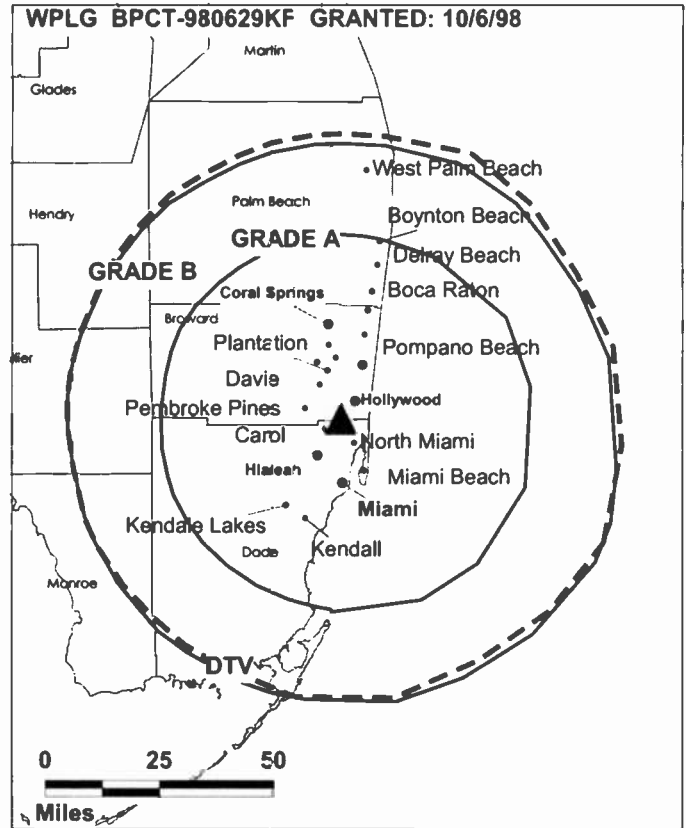 WPLG BPCT-980629KF GRANTED: 10/6/98
Martin
Glades
West Palm Beach
Palm Beach
Hendry
Boynton Beach
GRADE A
Delray Beach
GRADE B
Coral Springs
Boca Raton
Broward
Plantation
Pompano Beach
llier
Davie
Pembroke Pines
Hollywood
Carol
North Miami
Hialeah
Miami Beach
Miami
Kendale Lakes
Kendall
Dade
Monroe
DTV
0 25 50
Miles